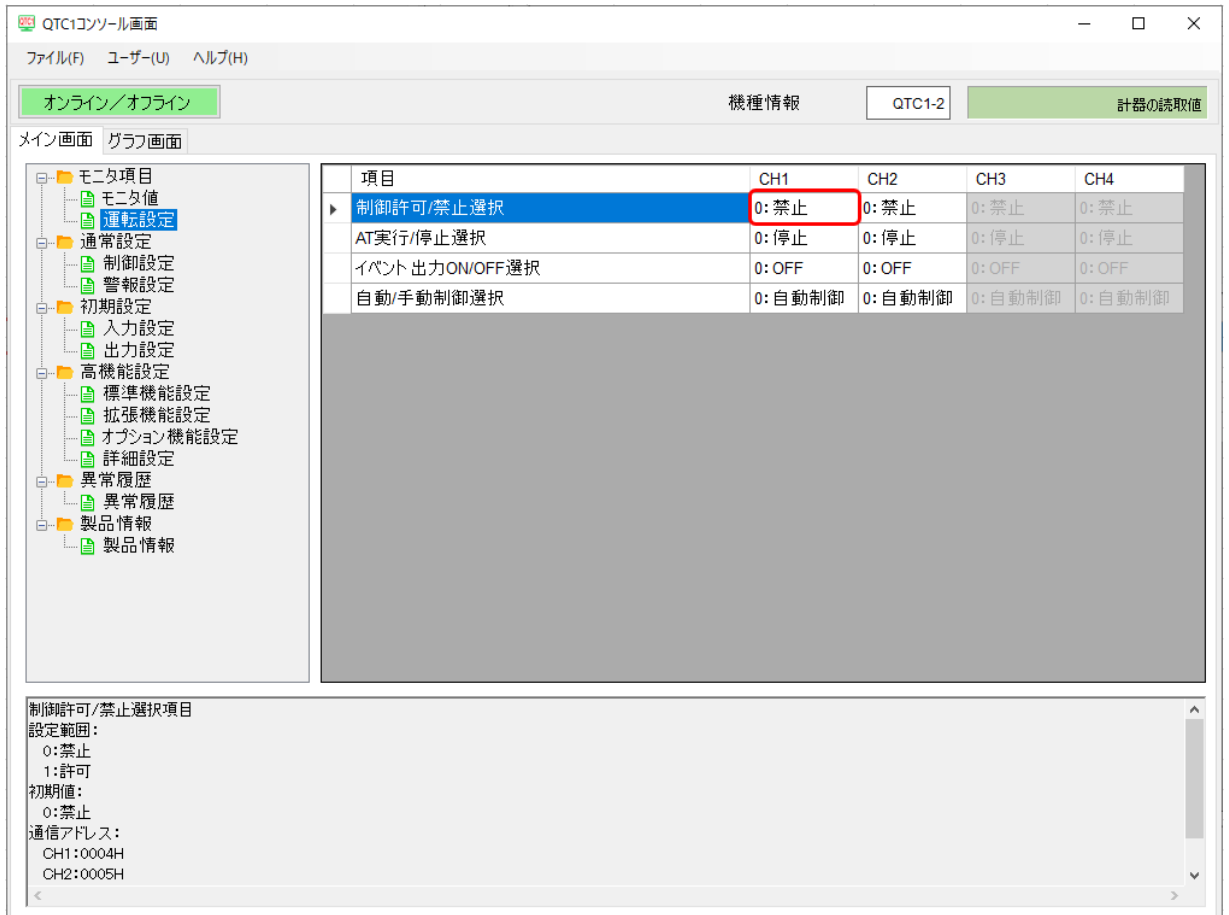 QTC1コンソール画面
ファイル(F) ユーザー(U) ヘルプ(H)
オンライン／オフライン 機種情報 QTC1-2 計器の読取値
メイン画面 グラフ画面
モニタ項目
モニタ値
運転設定
通常設定
制御設定
警報設定
初期設定
入力設定
出力設定
高機能設定
標準機能設定
拡張機能設定
オプション機能設定
詳細設定
異常履歴
異常履歴
製品情報
製品情報
項目 CH1 CH2 CH3 CH4
制御許可/禁止選択 0: 禁止 0: 禁止 0: 禁止 0: 禁止
AT実行/停止選択 0: 停止 0: 停止 0: 停止 0: 停止
イベント出力ON/OFF選択 0: OFF 0: OFF 0: OFF 0: OFF
自動/手動制御選択 0: 自動制御 0: 自動制御 0: 自動制御 0: 自動制御
制御許可/禁止選択項目
設定範囲:
0:禁止
1:許可
初期値:
0:禁止
通信アドレス:
CH1:0004H
CH2:0005H